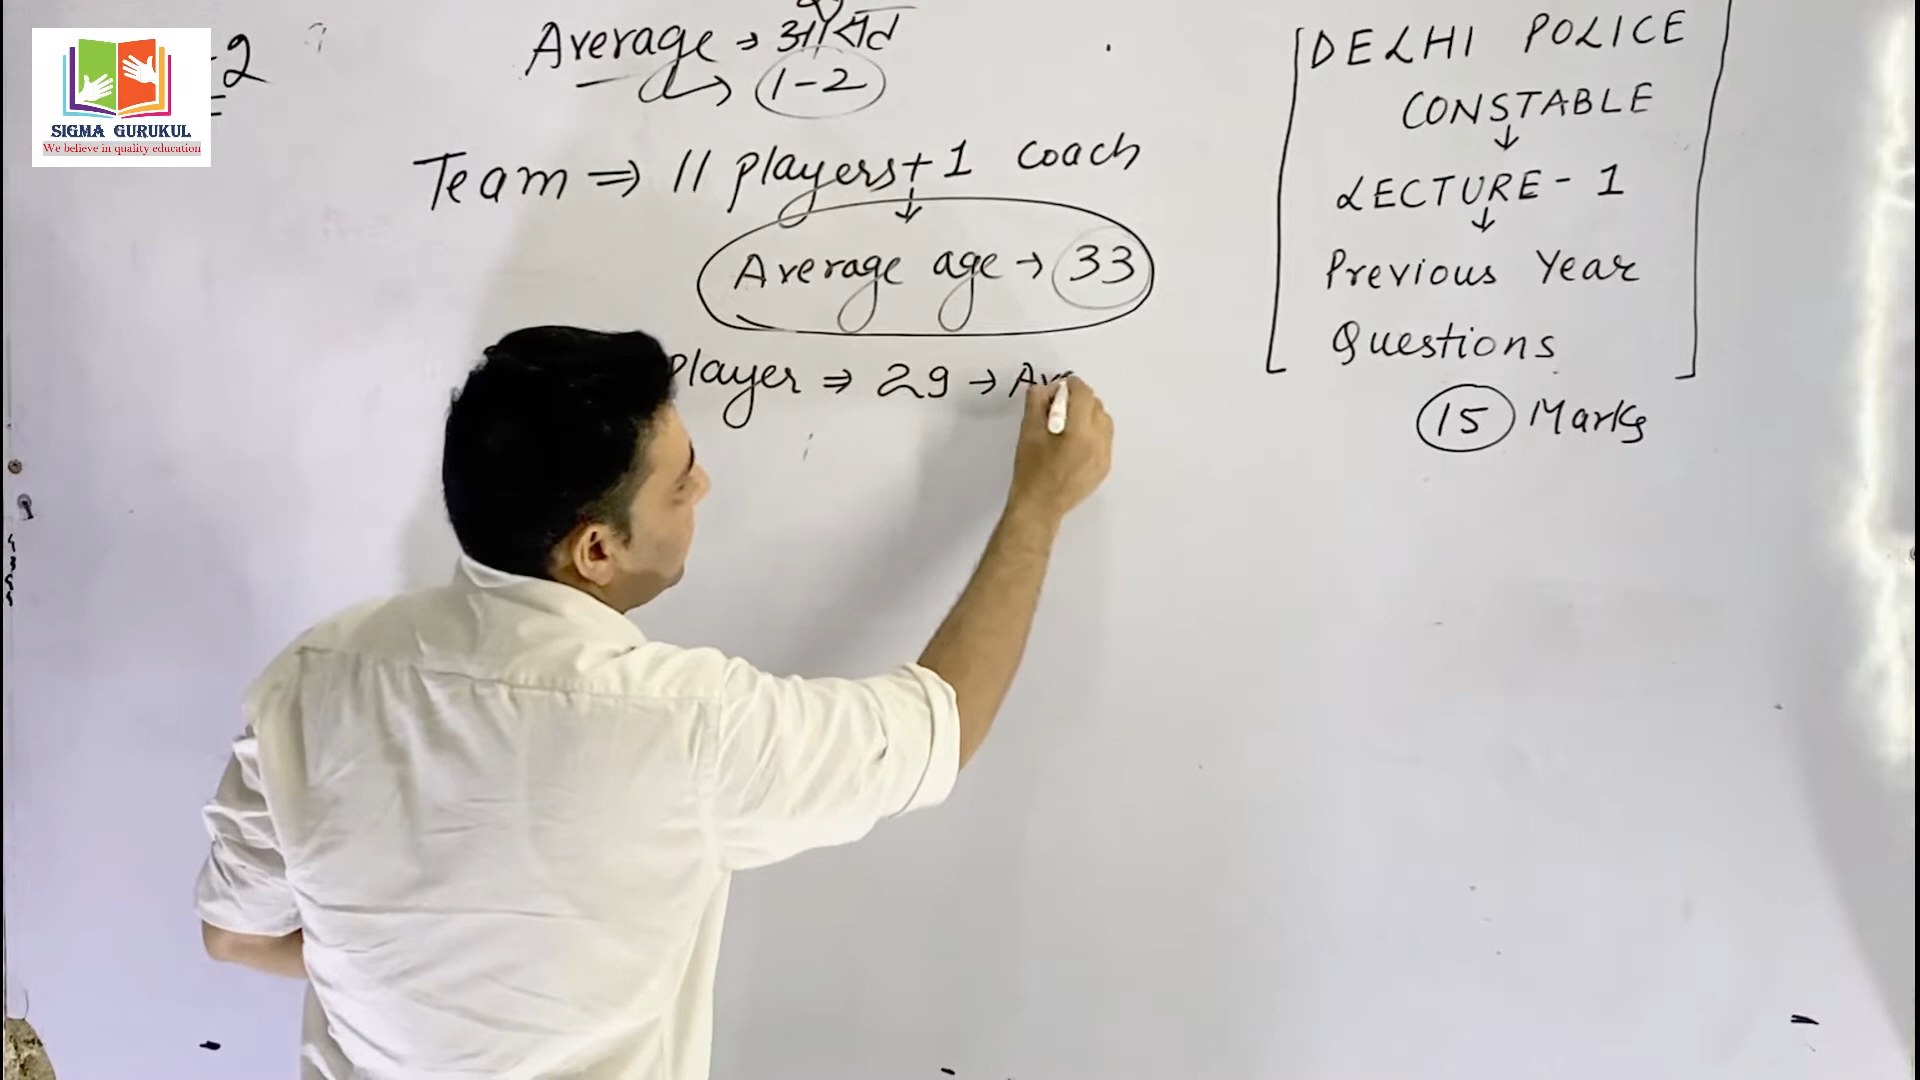 -2
SIGMA GURUKUL
We believe in quality education
Average → औसत
1-2
Team ⇒ 11 players + 1 coach
Average age → 33
Player ⇒ 29 →
DELHI POLICE
CONSTABLE
↓
LECTURE - 1
↓
Previous Year
Questions
15 Marks